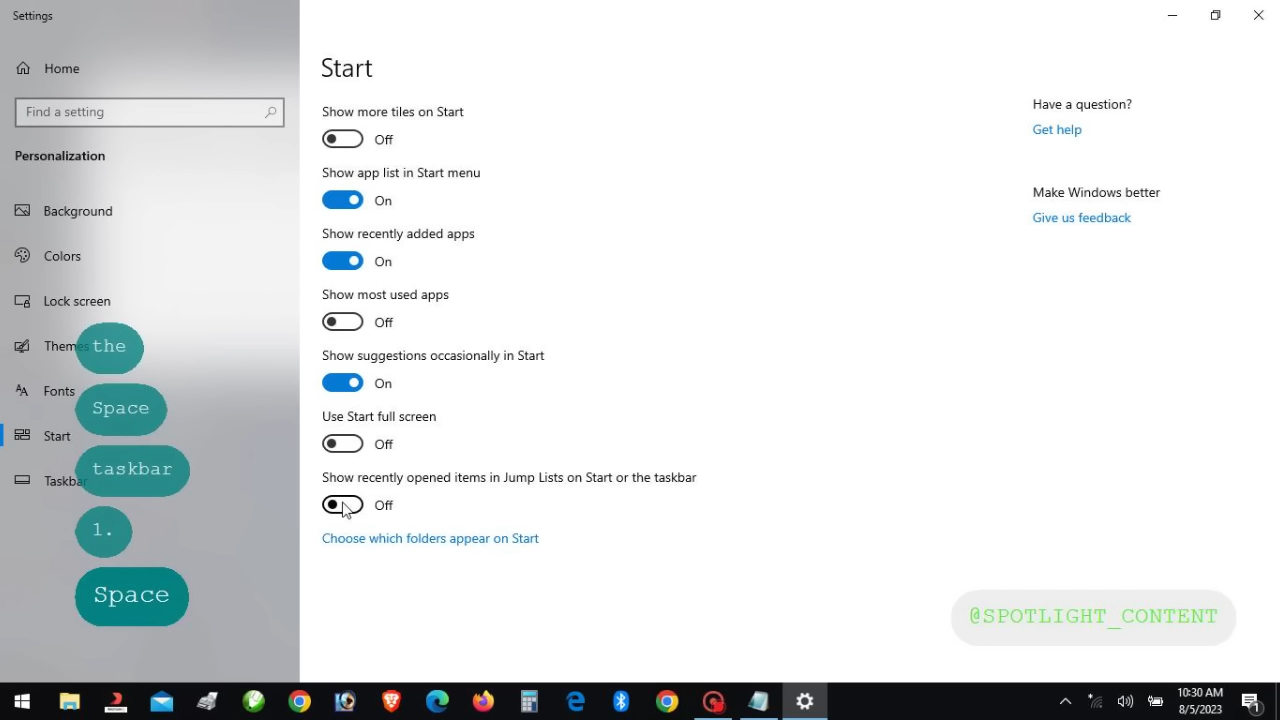 Settings
Home
Find a setting
Personalization
Background
Colors
Lock screen
Themes
Fonts
Start
Taskbar
the
Space
taskbar
1.
Space
Start
Show more tiles on Start
Off
Show app list in Start menu
On
Show recently added apps
On
Show most used apps
Off
Show suggestions occasionally in Start
On
Use Start full screen
Off
Show recently opened items in Jump Lists on Start or the taskbar
Off
Choose which folders appear on Start
Have a question?
Get help
Make Windows better
Give us feedback
@SPOTLIGHT_CONTENT
10:30 AM
8/5/2023
1